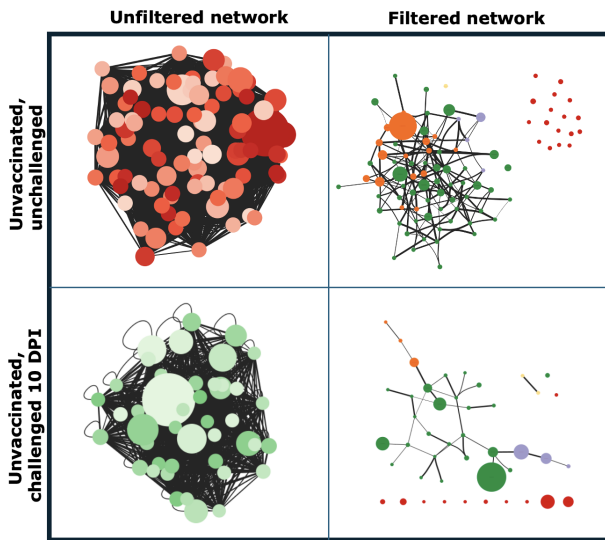 Unfiltered network
Filtered network
Unvaccinated,
unchallenged
Unvaccinated,
challenged 10 DPI